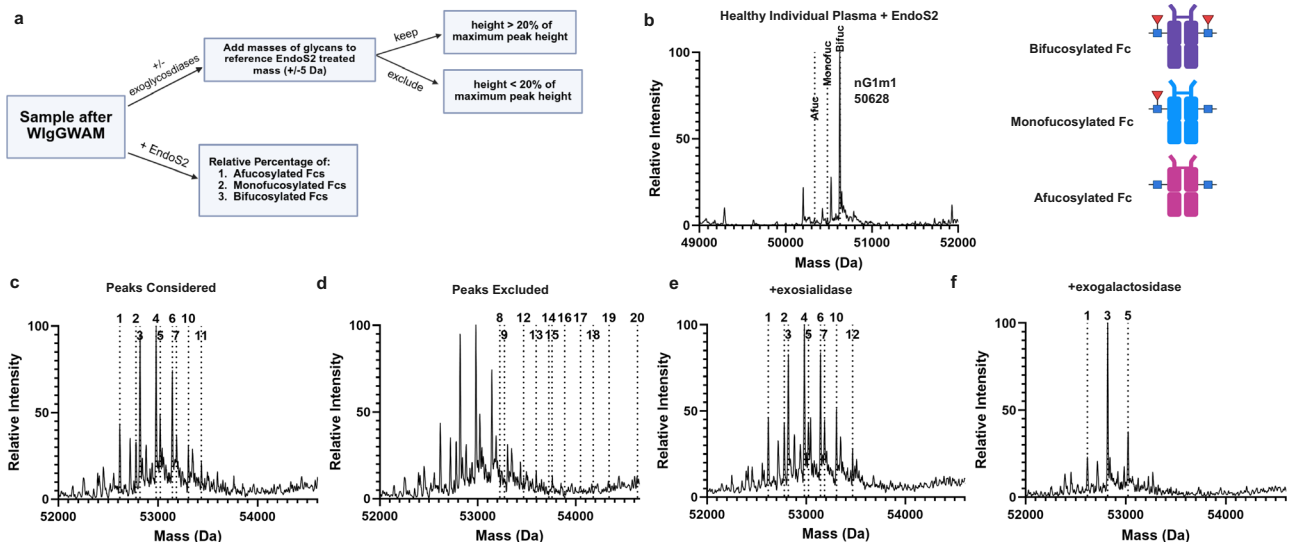 a
+/-
exoglycosdiases
Add masses of glycans to
reference EndoS2 treated
mass (+/-5 Da)
keep
exclude
height > 20% of
maximum peak height
height < 20% of
maximum peak height
Sample after
WIgGWAM
+ EndoS2
Relative Percentage of:
1. Afucosylated Fcs
2. Monofucosylated Fcs
3. Bifucosylated Fcs
b
Healthy Individual Plasma + EndoS2
Relative Intensity
100
50
0
Afuc
Monofuc
Bifuc
nG1m1
50628
49000 50000 51000 52000
Mass (Da)
Bifucosylated Fc
Monofucosylated Fc
Afucosylated Fc
c
Peaks Considered
1 2 4 6 10
3 5 7 11
Relative Intensity
100
50
0
52000 53000 54000
Mass (Da)
d
Peaks Excluded
8 12 14 16 17 19 20
9 13 15 18
Relative Intensity
100
50
0
52000 53000 54000
Mass (Da)
e
+exosialidase
1 2 4 6 10
3 5 7 12
Relative Intensity
100
50
0
52000 53000 54000
Mass (Da)
f
+exogalactosidase
1 3 5
Relative Intensity
100
50
0
52000 53000 54000
Mass (Da)